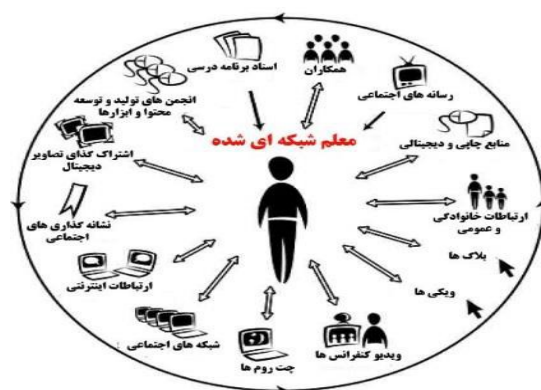 اسناد برنامه درسی
همکاران
رسانه های اجتماعی
منابع چاپی و دیجیتالی
ارتباطات خانوادگی
و عمومی
بلاک ها
ویکی ها
ویدیو کنفرانس ها
چت روم ها
شبکه های اجتماعی
ارتباطات اینترنتی
نشانه گذاری های
اجتماعی
اشتراک گذای تصاویر
دیجیتال
انجمن های تولید و توسعه
محتوا و ابزارها
معلم شبکه ای شده